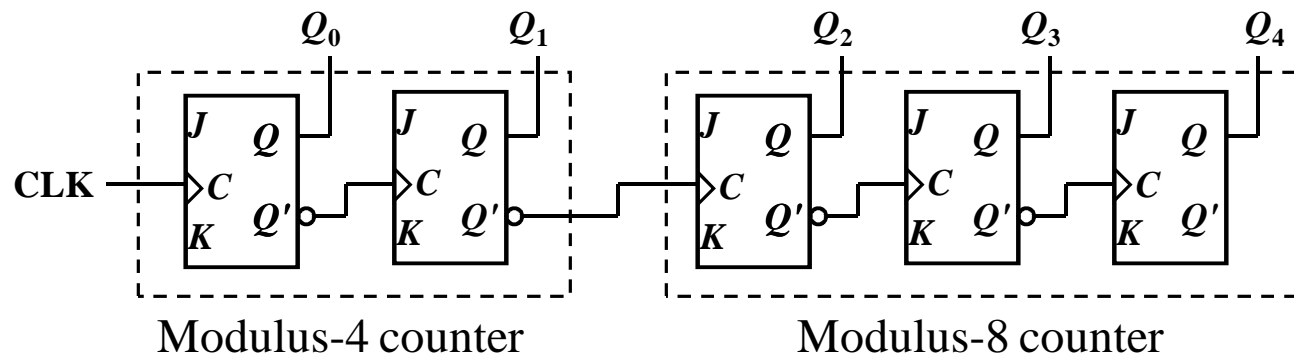 Q₀ Q₁ Q₂ Q₃ Q₄
J Q J Q J Q J Q J Q
CLK C C C C C
K Q' K Q' K Q' K Q' K Q'
Modulus-4 counter Modulus-8 counter